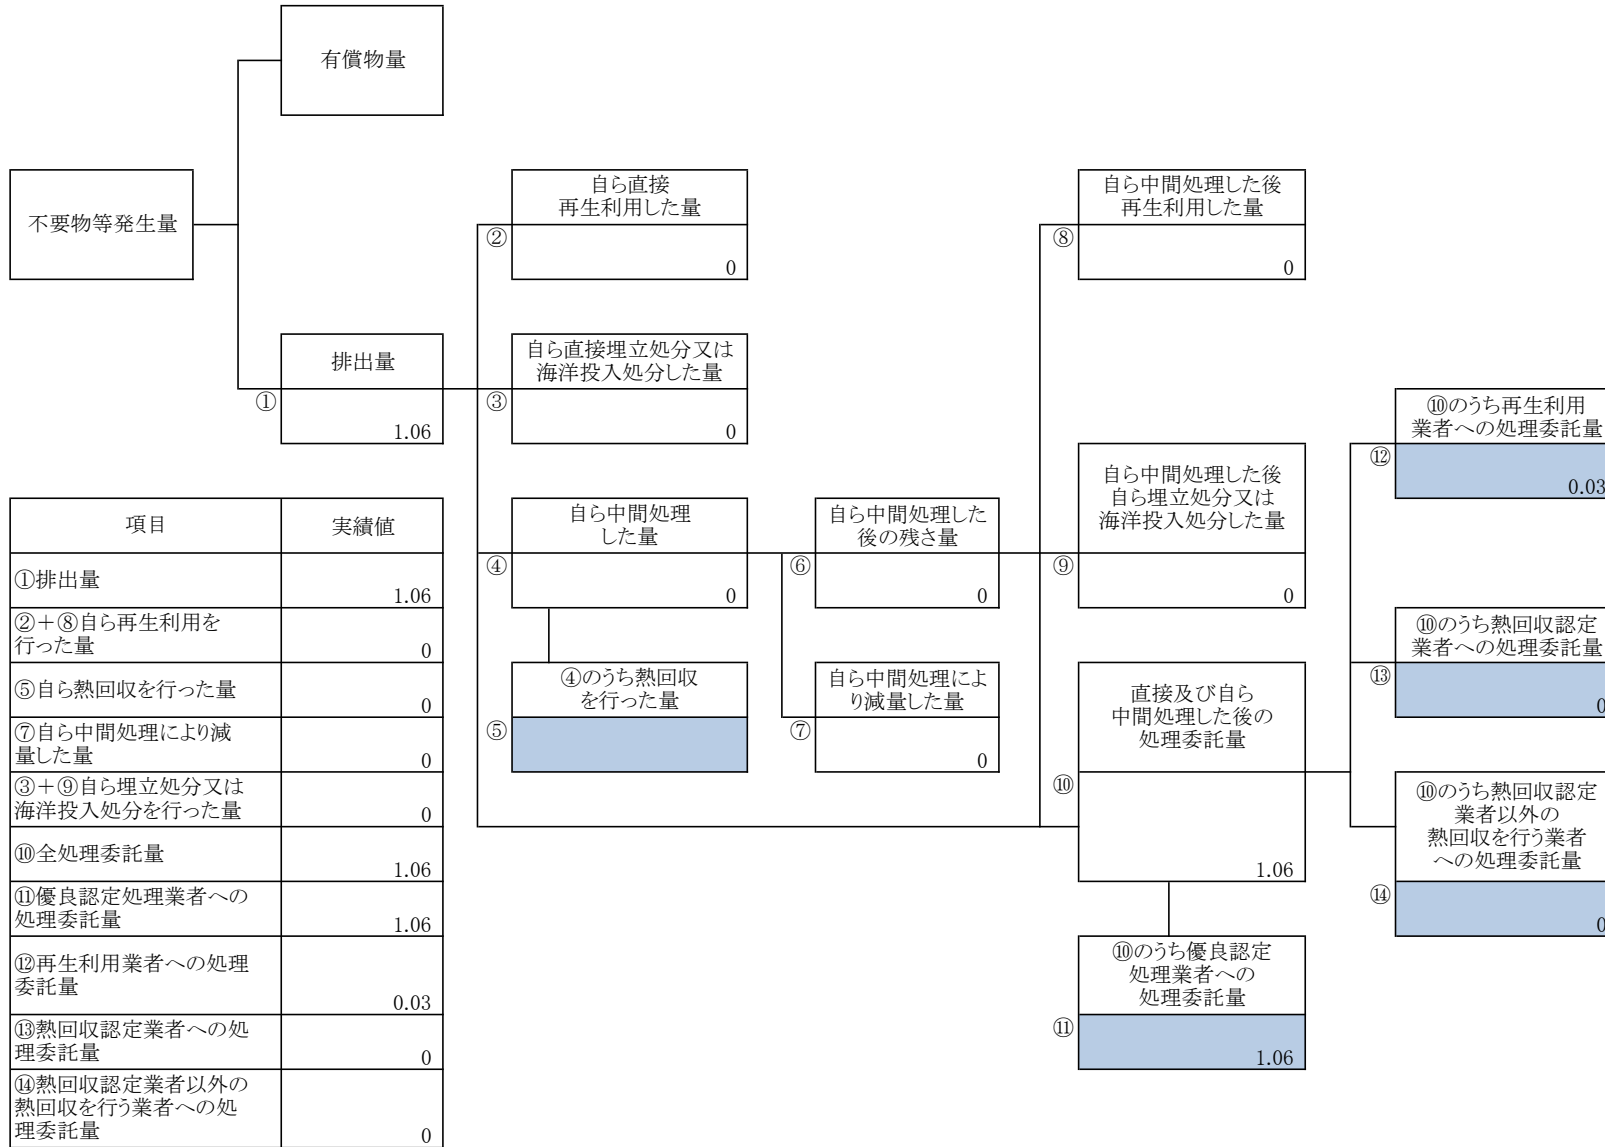 有償物量
不要物等発生量
自ら直接
再生利用した量
②
0
自ら中間処理した後
再生利用した量
⑧
0
排出量
①
1.06
自ら直接埋立処分又は
海洋投入処分した量
③
0
⑩のうち再生利用
業者への処理委託量
⑫
0.03
自ら中間処理
した量
④
0
自ら中間処理した
後の残さ量
⑥
0
自ら中間処理した後
自ら埋立処分又は
海洋投入処分した量
⑨
0
⑩のうち熱回収認定
業者への処理委託量
⑬
0
④のうち熱回収
を行った量
⑤
自ら中間処理によ
り減量した量
⑦
0
直接及び自ら
中間処理した後の
処理委託量
⑩
1.06
⑩のうち熱回収認定
業者以外の
熱回収を行う業者
への処理委託量
⑭
0
⑩のうち優良認定
処理業者への
処理委託量
⑪
1.06
項目
実績値
①排出量
1.06
②+⑧自ら再生利用を
行った量
0
⑤自ら熱回収を行った量
0
⑦自ら中間処理により減
量した量
0
③+⑨自ら埋立処分又は
海洋投入処分を行った量
0
⑩全処理委託量
1.06
⑪優良認定処理業者への
処理委託量
1.06
⑫再生利用業者への処理
委託量
0.03
⑬熱回収認定業者への処
理委託量
0
⑭熱回収認定業者以外の
熱回収を行う業者への処
理委託量
0